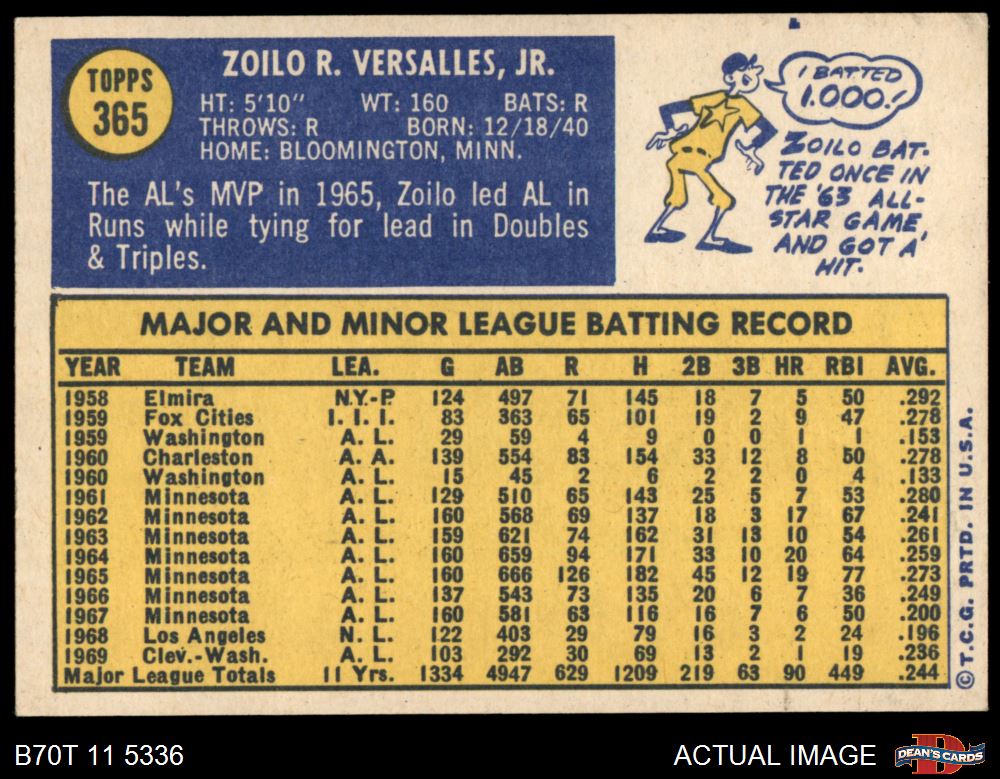 TOPPS
365
ZOILO R. VERSALLES, JR.
HT: 5'10" WT: 160 BATS: R
THROWS: R BORN: 12/18/40
HOME: BLOOMINGTON, MINN.
The AL's MVP in 1965, Zoilo led AL in
Runs while tying for lead in Doubles
& Triples.
I BATTED
1.000!
ZOILO BAT-
TED ONCE IN
THE '63 ALL-
STAR GAME,
AND GOT A
HIT.
MAJOR AND MINOR LEAGUE BATTING RECORD
YEAR TEAM LEA. G AB R H 2B 3B HR RBI AVG.
1958 Elmira N.Y.-P. 124 497 71 145 18 7 5 50 .292
1959 Fox Cities I. I. I. 83 363 65 101 19 2 9 47 .278
1959 Washington A. L. 29 59 4 9 0 0 1 1 .153
1960 Charleston A. A. 139 554 83 154 33 12 8 50 .278
1960 Washington A. L. 15 45 2 6 2 2 0 4 .133
1961 Minnesota A. L. 129 510 65 143 25 5 7 53 .280
1962 Minnesota A. L. 160 568 69 137 18 3 17 67 .241
1963 Minnesota A. L. 159 621 74 162 31 13 10 54 .261
1964 Minnesota A. L. 160 659 94 171 33 10 20 64 .259
1965 Minnesota A. L. 160 666 126 182 45 12 19 77 .273
1966 Minnesota A. L. 137 543 73 135 20 6 7 36 .249
1967 Minnesota A. L. 160 581 63 116 16 7 6 50 .200
1968 Los Angeles N. L. 122 403 29 79 16 3 2 24 .196
1969 Clev.-Wash. A. L. 103 292 30 69 13 2 1 19 .236
Major League Totals 11 Yrs. 1334 4947 629 1209 219 63 90 449 .244
© T.C.G. PRTD. IN U.S.A.
B70T 11 5336
ACTUAL IMAGE
DEAN'S CARDS